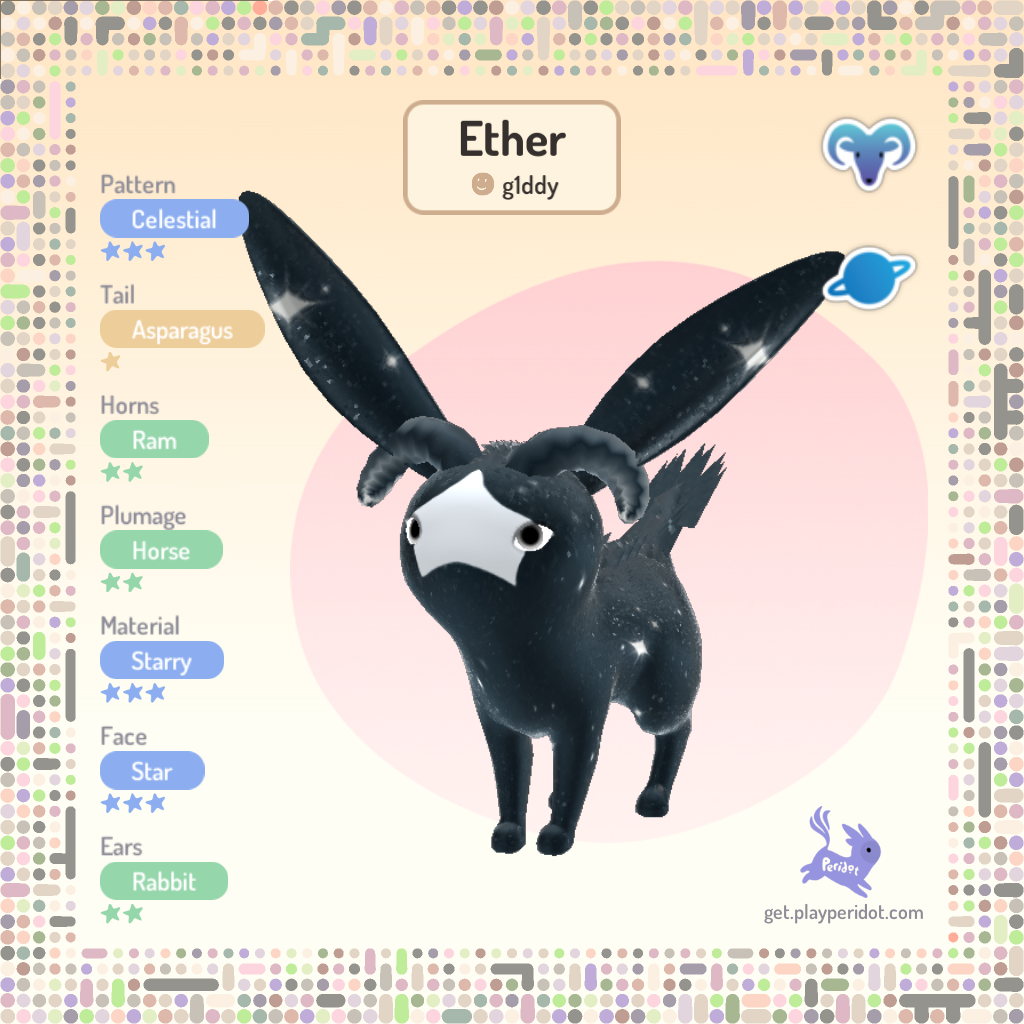 Ether
g1ddy
Pattern
Celestial
Tail
Asparagus
Horns
Ram
Plumage
Horse
Material
Starry
Face
Star
Ears
Rabbit
Peridot
get.playperidot.com